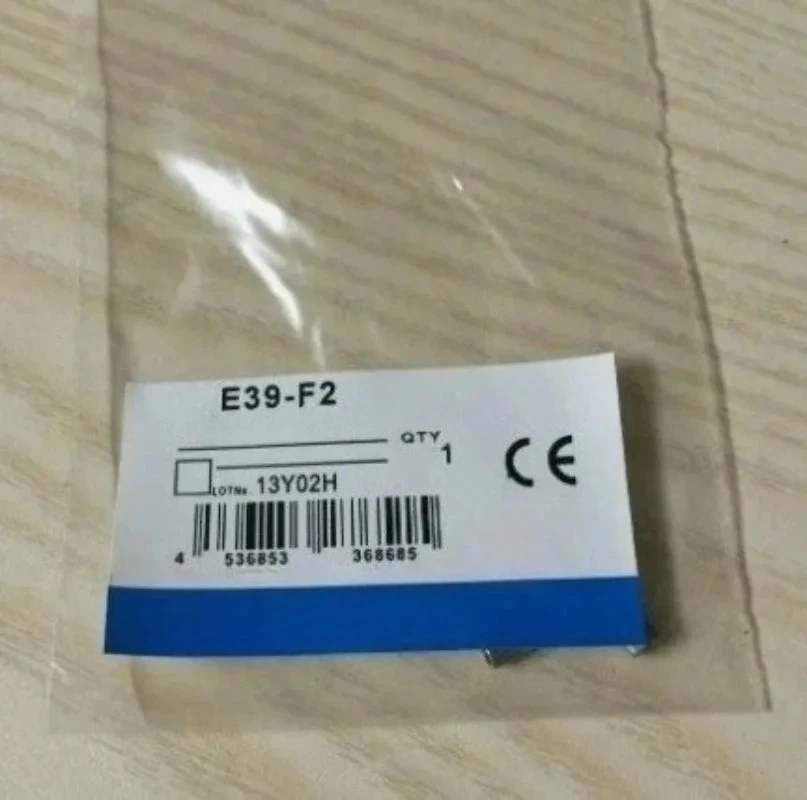 E39-F2
QTY 1
LOTNo. 13Y02H
CE
4 536853 368685